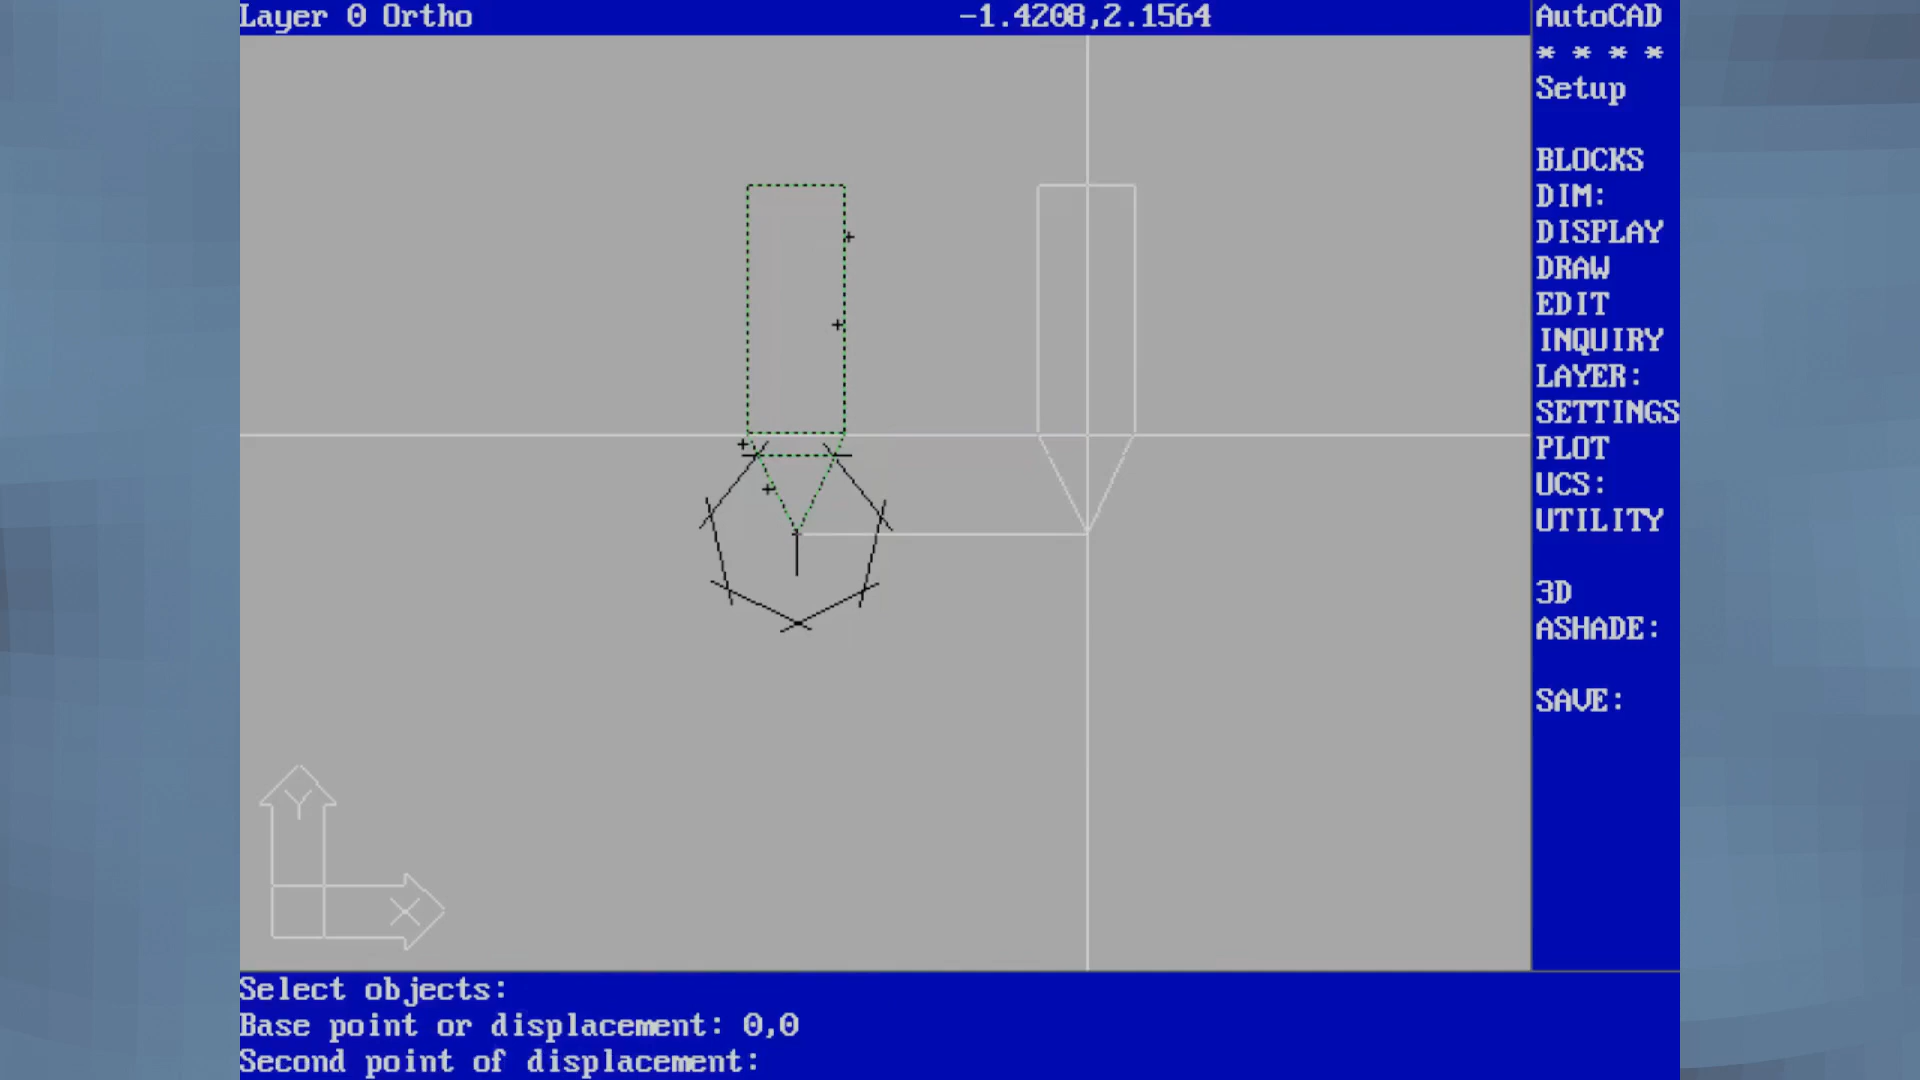 Layer 0 Ortho
-1.4208,2.1564
AutoCAD
* * * *
Setup
BLOCKS
DIM:
DISPLAY
DRAW
EDIT
INQUIRY
LAYER:
SETTINGS
PLOT
UCS:
UTILITY
3D
ASHADE:
SAVE:
Y
X
Select objects:
Base point or displacement: 0,0
Second point of displacement: